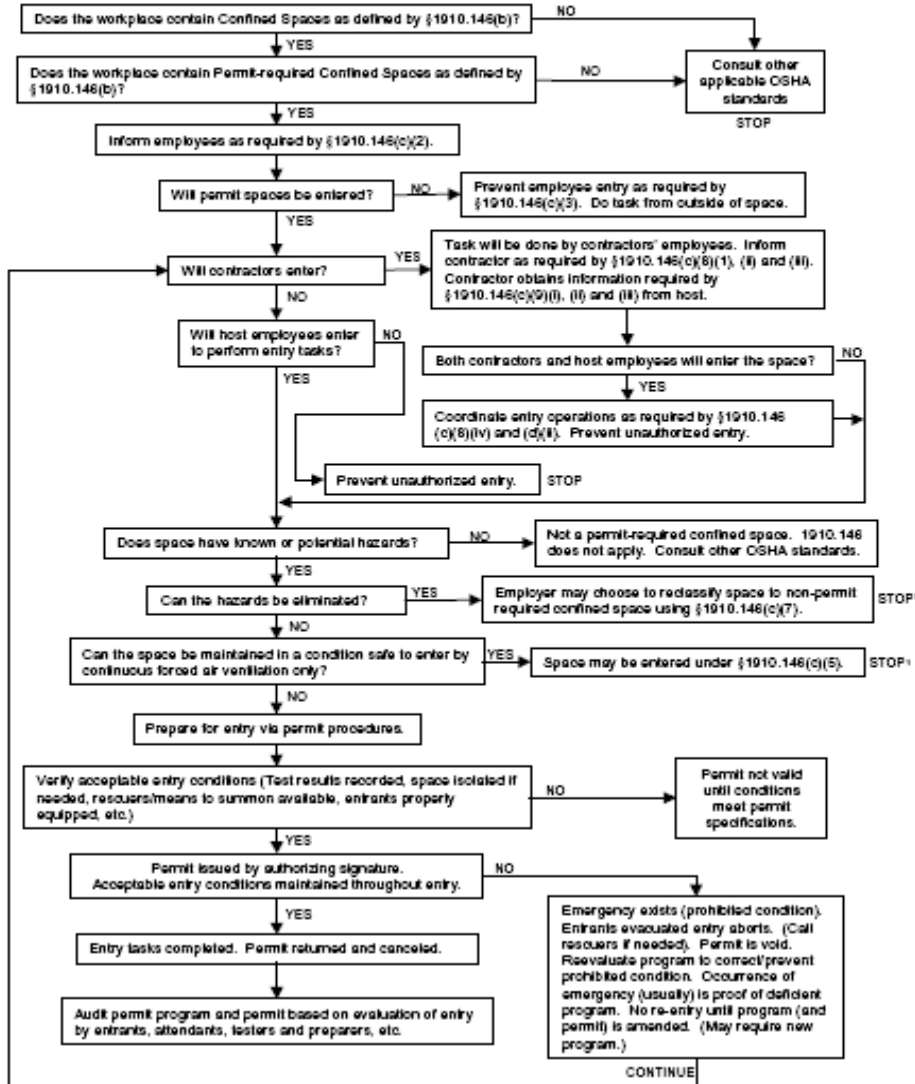 Does the workplace contain Confined Spaces as defined by §1910.146(b)?
NO
YES
Does the workplace contain Permit-required Confined Spaces as defined by
§1910.146(b)?
NO
Consult other
applicable OSHA
standards
STOP
YES
Inform employees as required by §1910.146(c)(2).
Will permit spaces be entered?
NO
Prevent employee entry as required by
§1910.146(c)(3). Do task from outside of space.
YES
Will contractors enter?
YES
Task will be done by contractors' employees. Inform
contractor as required by §1910.146(c)(8)(1), (ii) and (iii).
Contractor obtains information required by
§1910.146(c)(9)(i), (ii) and (iii) from host.
NO
Will host employees enter
to perform entry tasks?
NO
Both contractors and host employees will enter the space?
NO
YES
YES
Coordinate entry operations as required by §1910.146
(c)(8)(iv) and (d)(ii). Prevent unauthorized entry.
Prevent unauthorized entry.
STOP
Does space have known or potential hazards?
NO
Not a permit-required confined space. 1910.146
does not apply. Consult other OSHA standards.
YES
Can the hazards be eliminated?
YES
Employer may choose to reclassify space to non-permit
required confined space using §1910.146(c)(7).
STOP¹
NO
Can the space be maintained in a condition safe to enter by
continuous forced air ventilation only?
YES
Space may be entered under §1910.146(c)(5).
STOP¹
NO
Prepare for entry via permit procedures.
Verify acceptable entry conditions (Test results recorded, space isolated if
needed, rescuers/means to summon available, entrants properly
equipped, etc.)
NO
Permit not valid
until conditions
meet permit
specifications.
YES
Permit issued by authorizing signature.
Acceptable entry conditions maintained throughout entry.
NO
YES
Emergency exists (prohibited condition).
Entrants evacuated entry aborts. (Call
rescuers if needed). Permit is void.
Reevaluate program to correct/prevent
prohibited condition. Occurrence of
emergency (usually) is proof of deficient
program. No re-entry until program (and
permit) is amended. (May require new
program.)
Entry tasks completed. Permit returned and canceled.
Audit permit program and permit based on evaluation of entry
by entrants, attendants, testers and preparers, etc.
CONTINUE